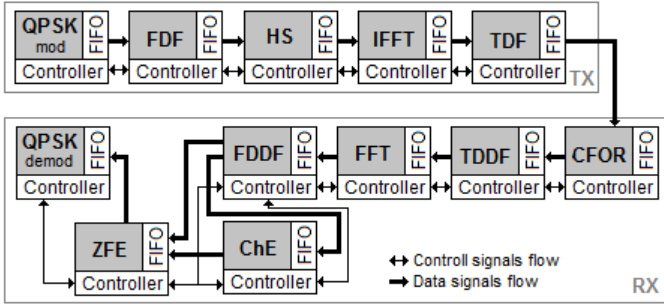 QPSK
mod
FIFO
Controller
FDF
FIFO
Controller
HS
FIFO
Controller
IFFT
FIFO
Controller
TDF
FIFO
Controller
TX
QPSK
demod
FIFO
Controller
FDDF
FIFO
Controller
FFT
FIFO
Controller
TDDF
FIFO
Controller
CFOR
FIFO
Controller
ZFE
FIFO
Controller
ChE
FIFO
Controller
Controll signals flow
Data signals flow
RX